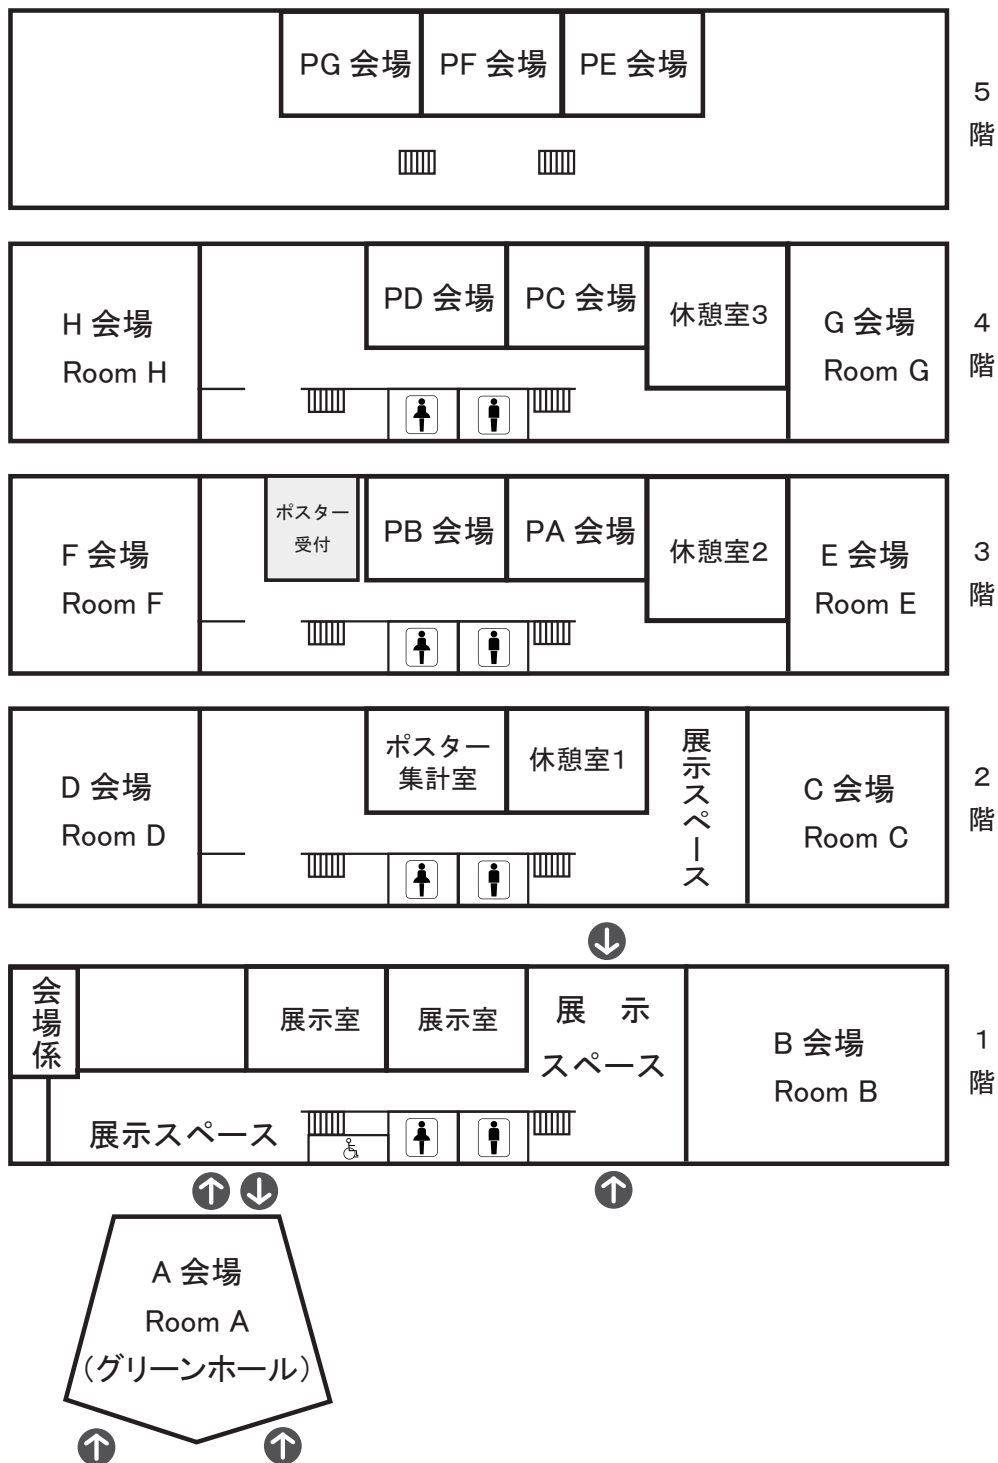 PG 会場
PF 会場
PE 会場
5
階
PD 会場
PC 会場
休憩室3
H 会場
Room H
G 会場
Room G
4
階
ポスター
受付
PB 会場
PA 会場
休憩室2
F 会場
Room F
E 会場
Room E
3
階
ポスター
集計室
休憩室1
展示スペース
D 会場
Room D
C 会場
Room C
2
階
会場係
展示室
展示室
展 示
スペース
B 会場
Room B
展示スペース
1
階
A 会場
Room A
(グリーンホール)